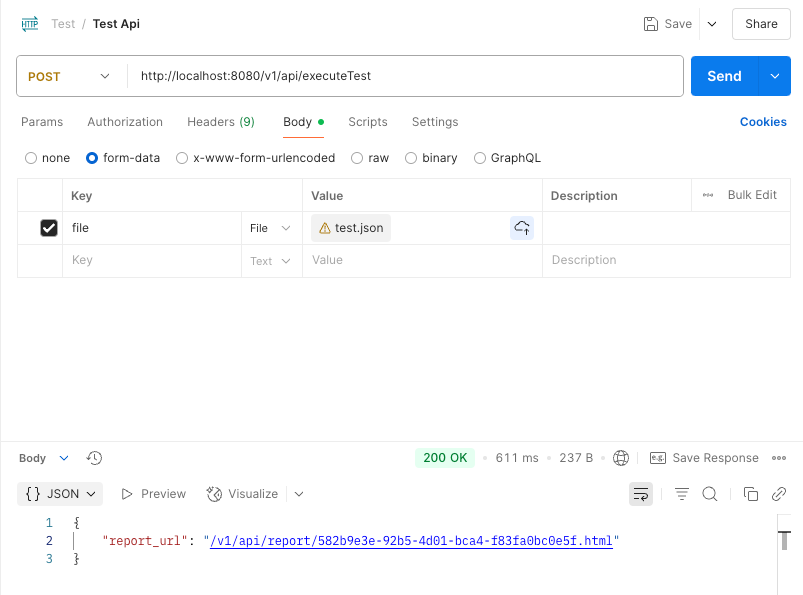 HTTP Test / Test Api Save Share
POST http://localhost:8080/v1/api/executeTest Send
Params Authorization Headers (9) Body Scripts Settings Cookies
none form-data x-www-form-urlencoded raw binary GraphQL
Key Value Description Bulk Edit
file File test.json
Key Text Value Description
Body 200 OK 611 ms 237 B e.g. Save Response
{} JSON Preview Visualize
1 {
2 "report_url": "/v1/api/report/582b9e3e-92b5-4d01-bca4-f83fa0bc0e5f.html"
3 }